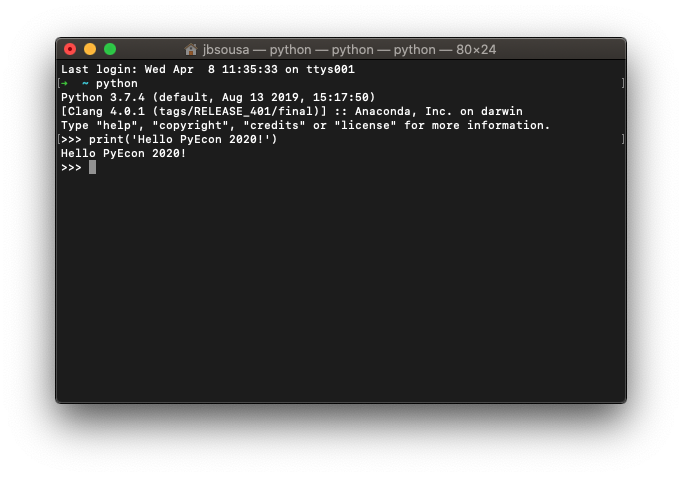 jbsousa — python — python — python — 80×24
Last login: Wed Apr  8 11:35:33 on ttys001
[➜  ~ python ]
Python 3.7.4 (default, Aug 13 2019, 15:17:50)
[Clang 4.0.1 (tags/RELEASE_401/final)] :: Anaconda, Inc. on darwin
Type "help", "copyright", "credits" or "license" for more information.
[>>> print('Hello PyEcon 2020!') ]
Hello PyEcon 2020!
>>>